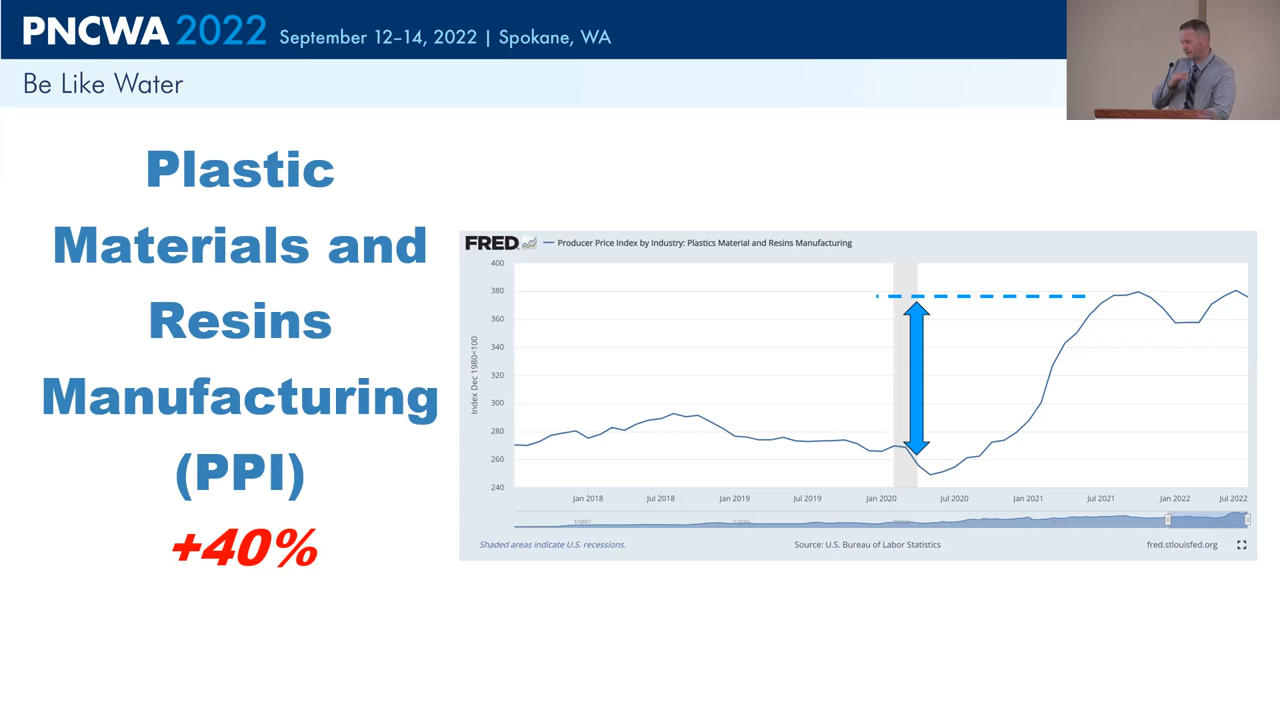 PNCWA 2022 September 12–14, 2022 | Spokane, WA
Be Like Water
Plastic
Materials and
Resins
Manufacturing
(PPI)
+40%
FRED Producer Price Index by Industry: Plastics Material and Resins Manufacturing
Index Dec 1980=100
400
380
360
340
320
300
280
260
240
Jan 2018 Jul 2018 Jan 2019 Jul 2019 Jan 2020 Jul 2020 Jan 2021 Jul 2021 Jan 2022 Jul 2022
1980
Shaded areas indicate U.S. recessions. Source: U.S. Bureau of Labor Statistics fred.stlouisfed.org